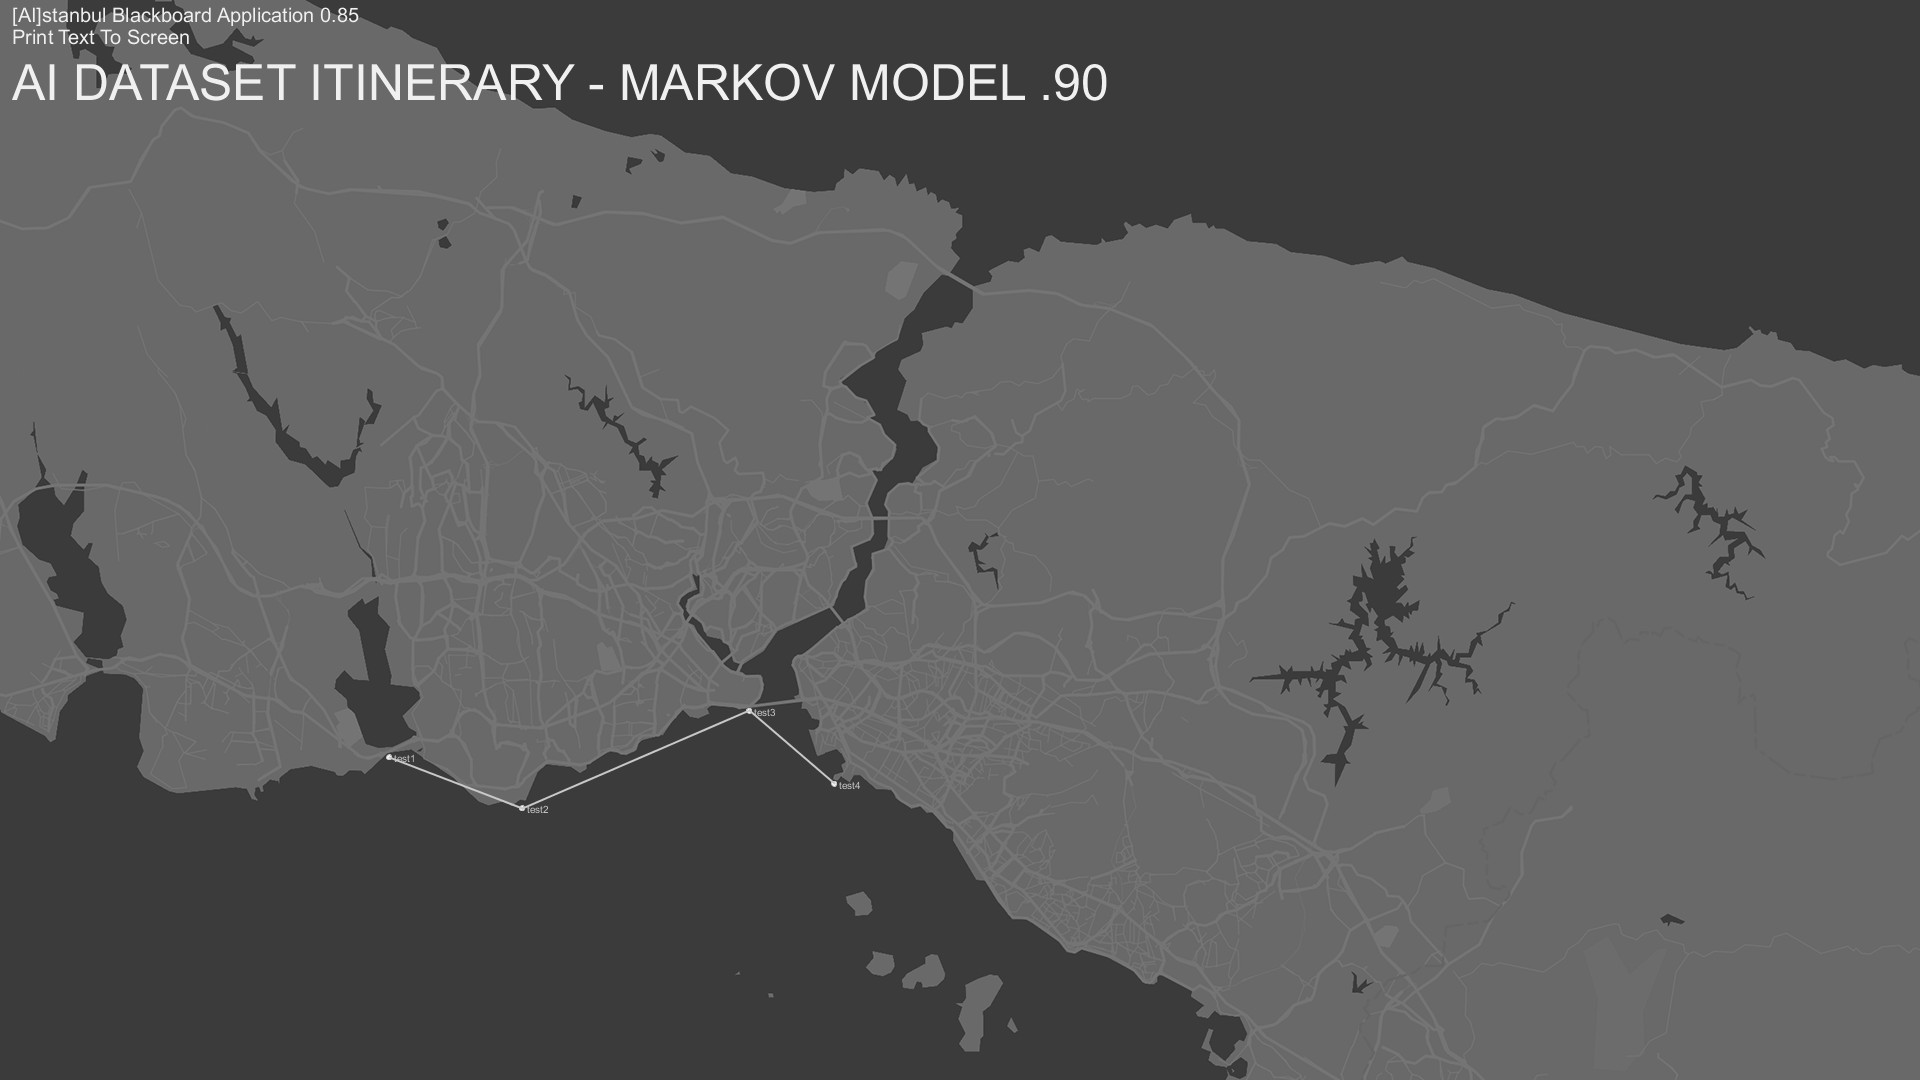 [AI]stanbul Blackboard Application 0.85
Print Text To Screen
AI DATASET ITINERARY - MARKOV MODEL .90
test3
test1
test4
test2